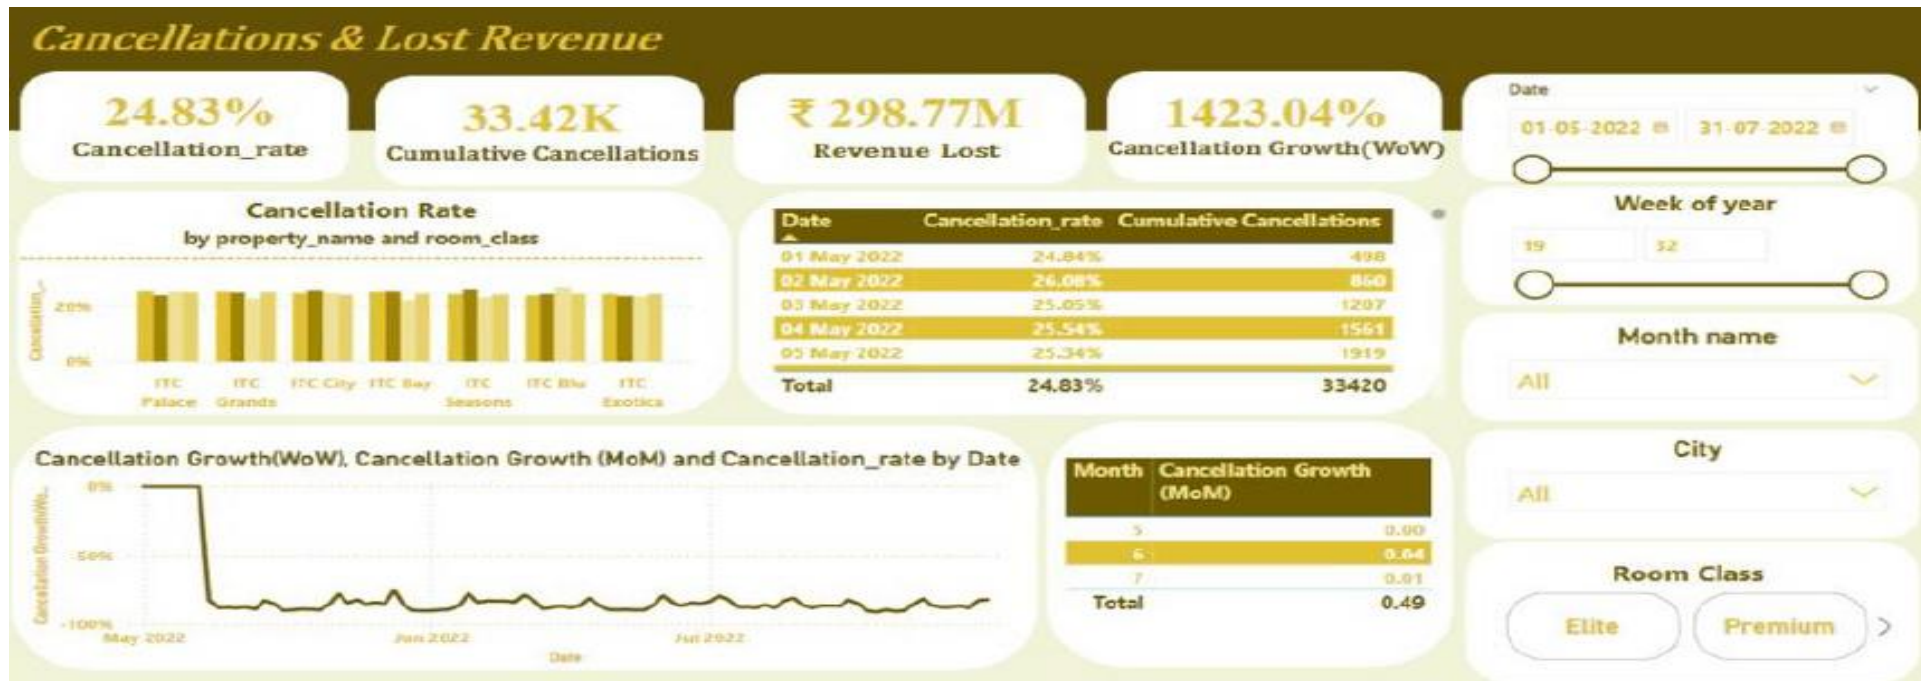 Cancellations & Lost Revenue
24.83%
Cancellation_rate
33.42K
Cumulative Cancellations
₹ 298.77M
Revenue Lost
1423.04%
Cancellation Growth(WoW)
Date
01-05-2022 31-07-2022
Cancellation Rate
by property_name and room_class
Cancellation_...
20%
0%
ITC Palace
ITC Grands
ITC City
ITC Bay
ITC Seasons
ITC Blu
ITC Exotica
Date Cancellation_rate Cumulative Cancellations
01 May 2022 24.84% 498
02 May 2022 26.08% 860
03 May 2022 25.05% 1207
04 May 2022 25.54% 1561
05 May 2022 25.34% 1919
Total 24.83% 33420
Week of year
19 32
Month name
All
City
All
Room Class
Elite Premium
Cancellation Growth(WoW), Cancellation Growth (MoM) and Cancellation_rate by Date
Cancellation Growth(Wo...
0%
-50%
-100%
May 2022 Jun 2022 Jul 2022
Date
Month Cancellation Growth
(MoM)
5 0.00
6 0.04
7 0.01
Total 0.49